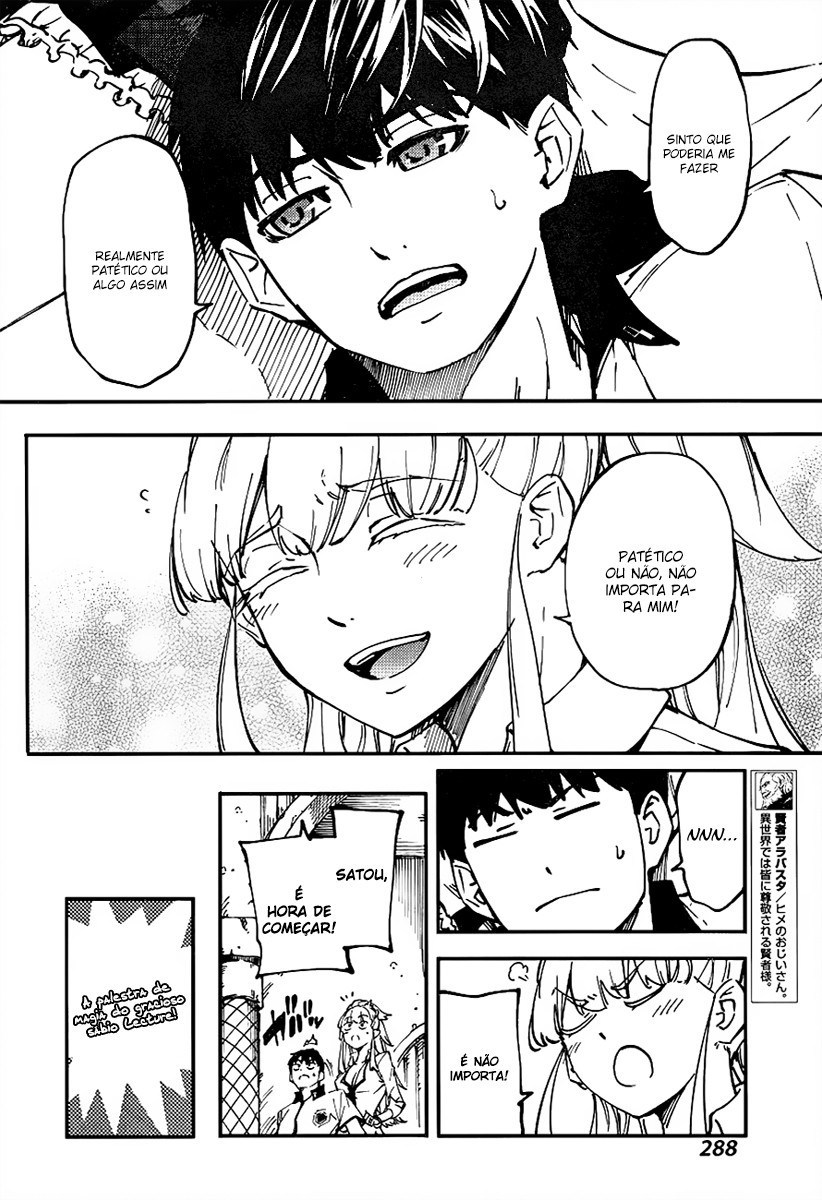 SINTO QUE
PODERIA ME
FAZER
REALMENTE
PATÉTICO OU
ALGO ASSIM
PATÉTICO
OU NÃO, NÃO
IMPORTA PA-
RA MIM!
賢者アラバスタ/ヒメのおじいさん。
異世界では皆に尊敬される賢者様。
NNN...
É NÃO
IMPORTA!
SATOU,
É
HORA DE
COMEÇAR!
A palestra de
magia do gracioso
sábio Lecture!
288